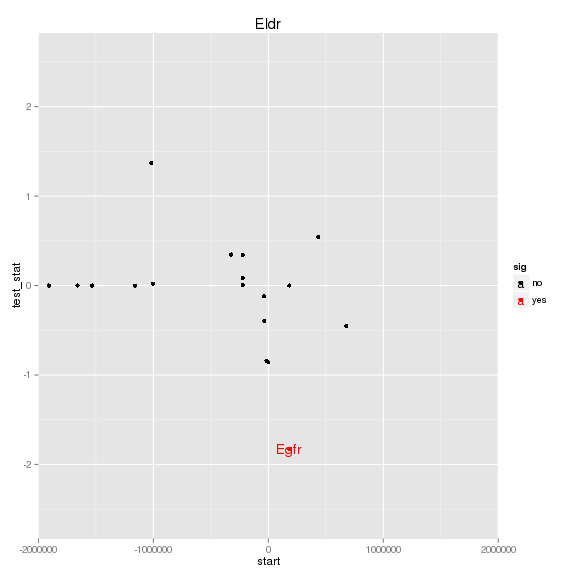 Eldr
2
1
0
-1
-2
test_stat
Egfr
-2000000
-1000000
0
1000000
2000000
start
sig
a no
a yes